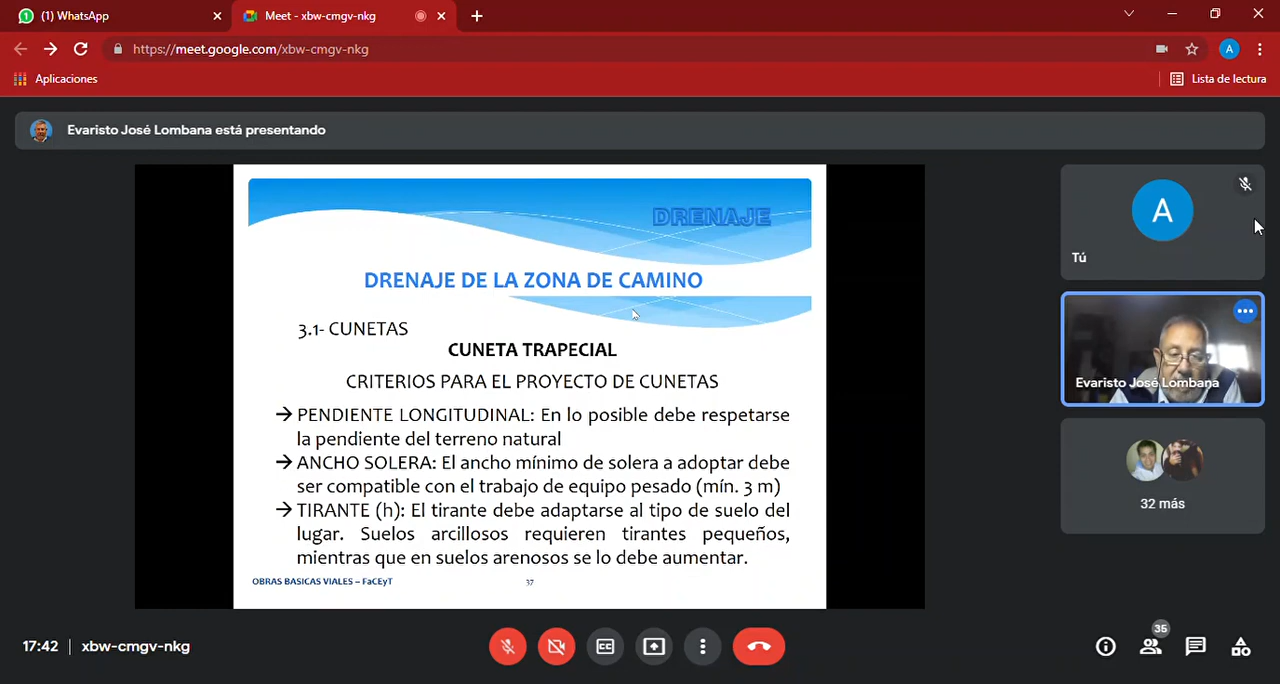 (1) WhatsApp
Meet - xbw-cmgv-nkg
https://meet.google.com/xbw-cmgv-nkg
A
Aplicaciones
Lista de lectura
Evaristo José Lombana está presentando
DRENAJE
DRENAJE DE LA ZONA DE CAMINO
3.1- CUNETAS
CUNETA TRAPECIAL
CRITERIOS PARA EL PROYECTO DE CUNETAS
→ PENDIENTE LONGITUDINAL: En lo posible debe respetarse
la pendiente del terreno natural
→ ANCHO SOLERA: El ancho mínimo de solera a adoptar debe
ser compatible con el trabajo de equipo pesado (mín. 3 m)
→ TIRANTE (h): El tirante debe adaptarse al tipo de suelo del
lugar. Suelos arcillosos requieren tirantes pequeños,
mientras que en suelos arenosos se lo debe aumentar.
OBRAS BASICAS VIALES – FaCEyT
37
A
Tú
Evaristo José Lombana
32 más
17:42 | xbw-cmgv-nkg
CC
35